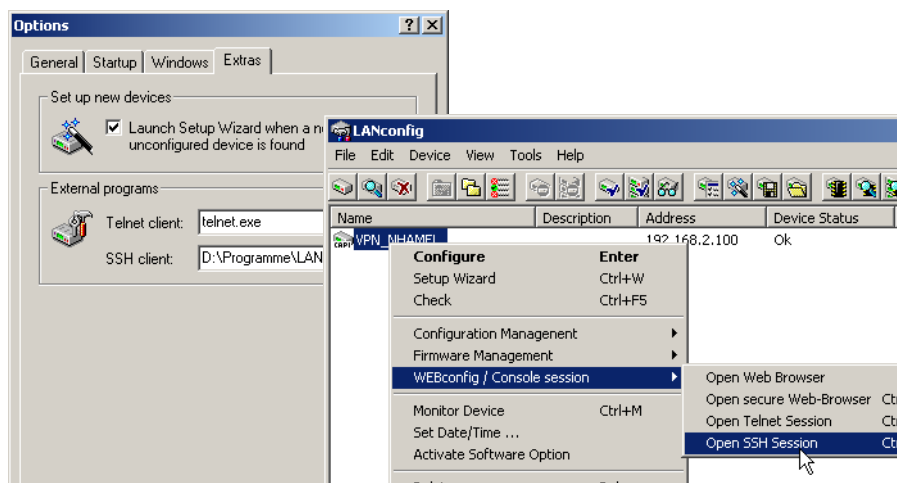 Options
General Startup Windows Extras
Set up new devices
Launch Setup Wizard when a n
unconfigured device is found
External programs
Telnet client: telnet.exe
SSH client: D:\Programme\LAN
LANconfig
File Edit Device View Tools Help
Name Description Address Device Status
VPN_NHAMEL 192.168.2.100 Ok
Configure Enter
Setup Wizard Ctrl+W
Check Ctrl+F5
Configuration Managenent
Firmware Management
WEBconfig / Console session
Monitor Device Ctrl+M
Set Date/Time ...
Activate Software Option
Open Web Browser
Open secure Web-Browser Ct
Open Telnet Session Ct
Open SSH Session Ct